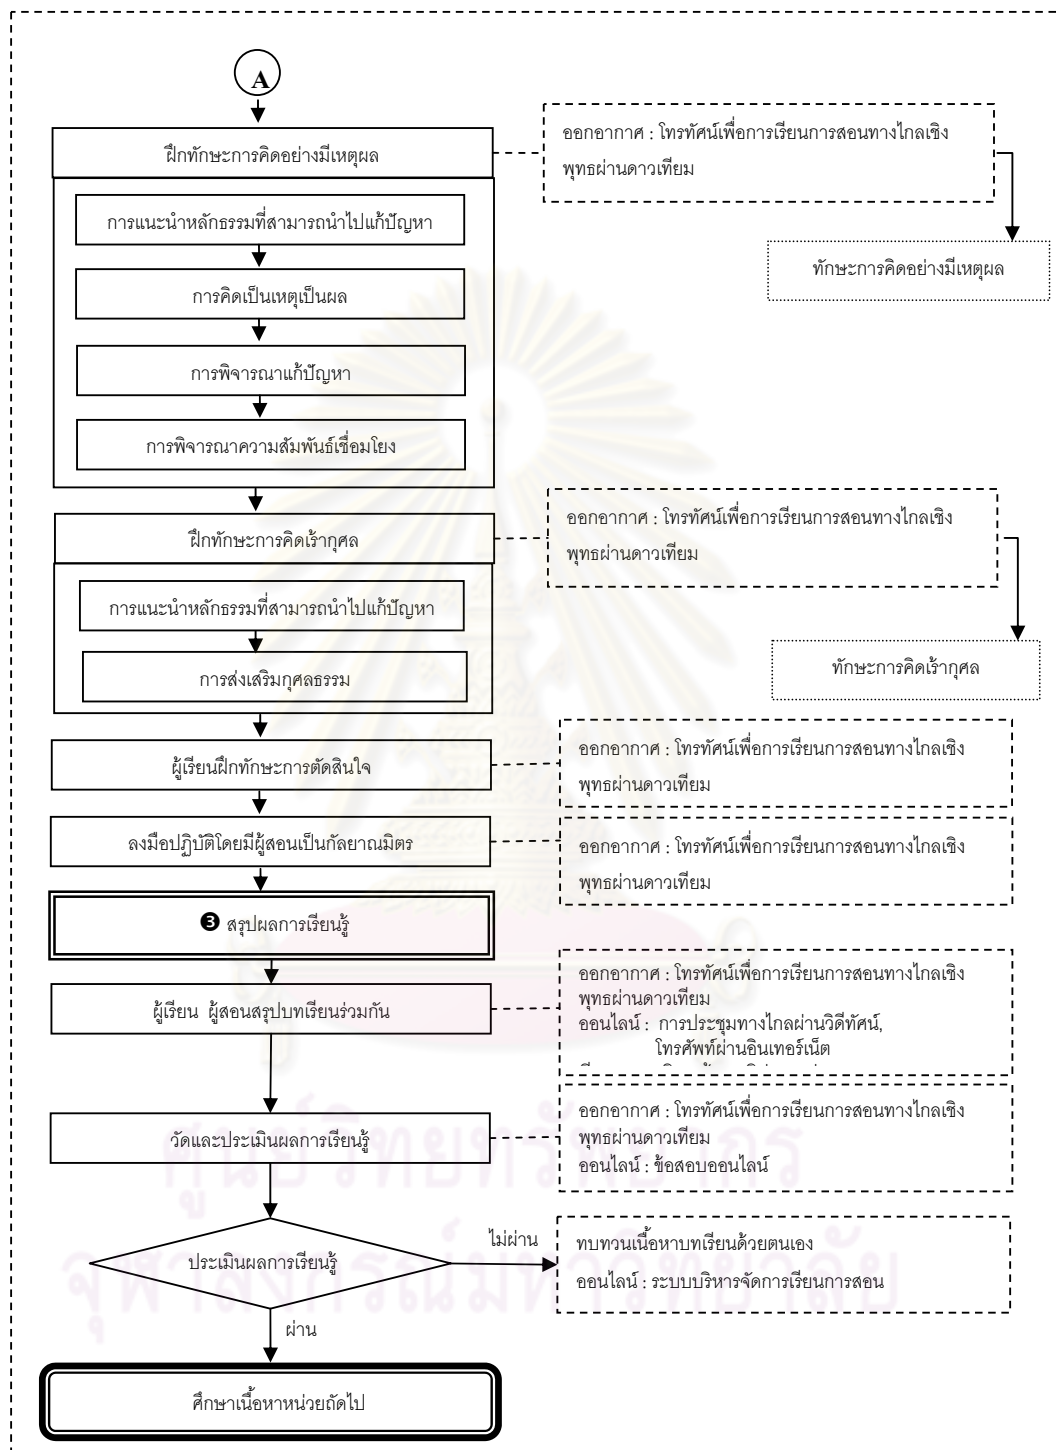 A
ฝึกทักษะการคิดอย่างมีเหตุผล
ออกอากาศ : โทรทัศน์เพื่อการเรียนการสอนทางไกลเชิง
พุทธผ่านดาวเทียม
การแนะนำหลักธรรมที่สามารถนำไปแก้ปัญหา
ทักษะการคิดอย่างมีเหตุผล
การคิดเป็นเหตุเป็นผล
การพิจารณาแก้ปัญหา
การพิจารณาความสัมพันธ์เชื่อมโยง
ฝึกทักษะการคิดเร้ากุศล
ออกอากาศ : โทรทัศน์เพื่อการเรียนการสอนทางไกลเชิง
พุทธผ่านดาวเทียม
การแนะนำหลักธรรมที่สามารถนำไปแก้ปัญหา
การส่งเสริมกุศลธรรม
ทักษะการคิดเร้ากุศล
ผู้เรียนฝึกทักษะการตัดสินใจ
ออกอากาศ : โทรทัศน์เพื่อการเรียนการสอนทางไกลเชิง
พุทธผ่านดาวเทียม
ลงมือปฏิบัติโดยมีผู้สอนเป็นกัลยาณมิตร
ออกอากาศ : โทรทัศน์เพื่อการเรียนการสอนทางไกลเชิง
พุทธผ่านดาวเทียม
❸ สรุปผลการเรียนรู้
ผู้เรียน ผู้สอนสรุปบทเรียนร่วมกัน
ออกอากาศ : โทรทัศน์เพื่อการเรียนการสอนทางไกลเชิง
พุทธผ่านดาวเทียม
ออนไลน์ : การประชุมทางไกลผ่านวิดีทัศน์,
โทรศัพท์ผ่านอินเทอร์เน็ต
วัดและประเมินผลการเรียนรู้
ออกอากาศ : โทรทัศน์เพื่อการเรียนการสอนทางไกลเชิง
พุทธผ่านดาวเทียม
ออนไลน์ : ข้อสอบออนไลน์
ศูนย์วิทยทรัพยากร
จุฬาลงกรณ์มหาวิทยาลัย
ประเมินผลการเรียนรู้
ไม่ผ่าน
ทบทวนเนื้อหาบทเรียนด้วยตนเอง
ออนไลน์ : ระบบบริหารจัดการเรียนการสอน
ผ่าน
ศึกษาเนื้อหาหน่วยถัดไป